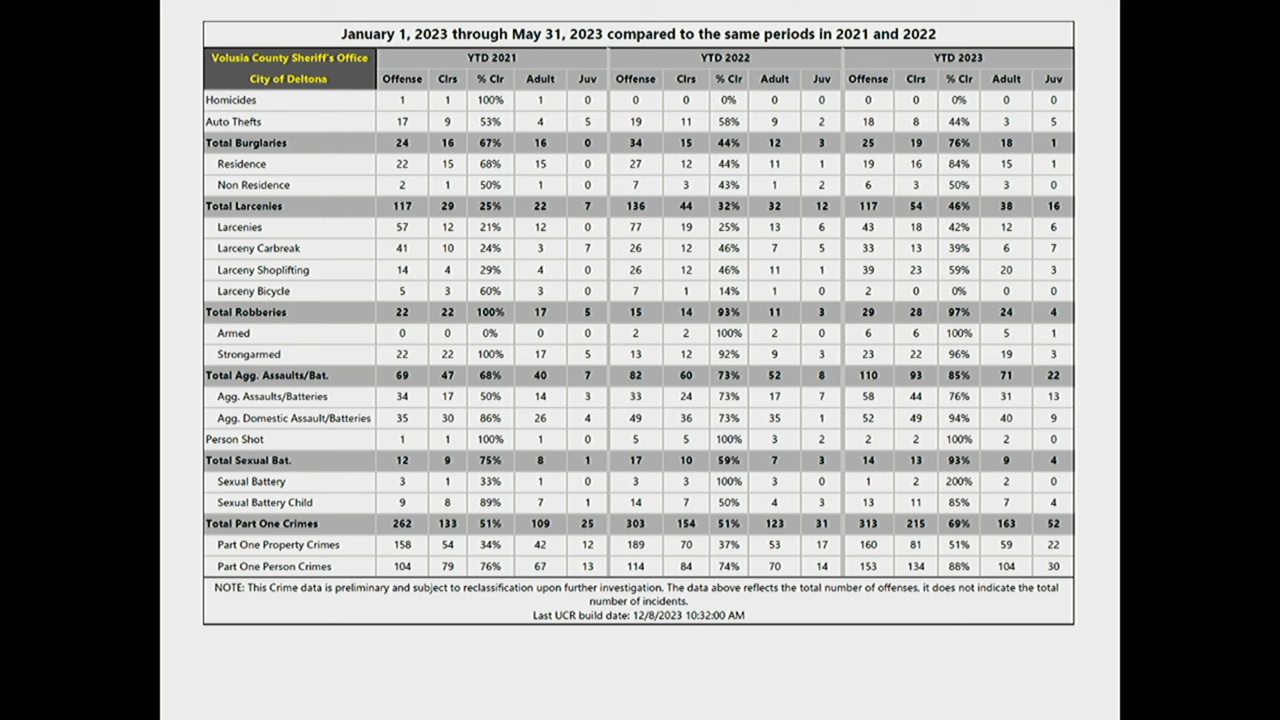 January 1, 2023 through May 31, 2023 compared to the same periods in 2021 and 2022
Volusia County Sheriff's Office YTD 2021 YTD 2022 YTD 2023
City of Deltona Offense Clrs % Clr Adult Juv Offense Clrs % Clr Adult Juv Offense Clrs % Clr Adult Juv
Homicides 1 1 100% 1 0 0 0 0% 0 0 0 0 0% 0 0
Auto Thefts 17 9 53% 4 5 19 11 58% 9 2 18 8 44% 3 5
Total Burglaries 24 16 67% 16 0 34 15 44% 12 3 25 19 76% 18 1
Residence 22 15 68% 15 0 27 12 44% 11 1 19 16 84% 15 1
Non Residence 2 1 50% 1 0 7 3 43% 1 2 6 3 50% 3 0
Total Larcenies 117 29 25% 22 7 136 44 32% 32 12 117 54 46% 38 16
Larcenies 57 12 21% 12 0 77 19 25% 13 6 43 18 42% 12 6
Larceny Carbreak 41 10 24% 3 7 26 12 46% 7 5 33 13 39% 6 7
Larceny Shoplifting 14 4 29% 4 0 26 12 46% 11 1 39 23 59% 20 3
Larceny Bicycle 5 3 60% 3 0 7 1 14% 1 0 2 0 0% 0 0
Total Robberies 22 22 100% 17 5 15 14 93% 11 3 29 28 97% 24 4
Armed 0 0 0% 0 0 2 2 100% 2 0 6 6 100% 5 1
Strongarmed 22 22 100% 17 5 13 12 92% 9 3 23 22 96% 19 3
Total Agg. Assaults/Bat. 69 47 68% 40 7 82 60 73% 52 8 110 93 85% 71 22
Agg. Assaults/Batteries 34 17 50% 14 3 33 24 73% 17 7 58 44 76% 31 13
Agg. Domestic Assault/Batteries 35 30 86% 26 4 49 36 73% 35 1 52 49 94% 40 9
Person Shot 1 1 100% 1 0 5 5 100% 3 2 2 2 100% 2 0
Total Sexual Bat. 12 9 75% 8 1 17 10 59% 7 3 14 13 93% 9 4
Sexual Battery 3 1 33% 1 0 3 3 100% 3 0 1 2 200% 2 0
Sexual Battery Child 9 8 89% 7 1 14 7 50% 4 3 13 11 85% 7 4
Total Part One Crimes 262 133 51% 109 25 303 154 51% 123 31 313 215 69% 163 52
Part One Property Crimes 158 54 34% 42 12 189 70 37% 53 17 160 81 51% 59 22
Part One Person Crimes 104 79 76% 67 13 114 84 74% 70 14 153 134 88% 104 30
NOTE: This Crime data is preliminary and subject to reclassification upon further investigation. The data above reflects the total number of offenses, it does not indicate the total
number of incidents.
Last UCR build date: 12/8/2023 10:32:00 AM